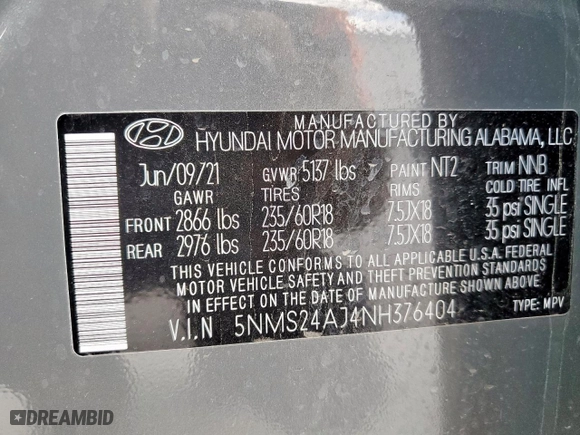 MANUFACTURED BY
HYUNDAI MOTOR MANUFACTURING ALABAMA, LLC
Jun/09/21 GVWR 5137 lbs PAINT NT2 TRIM NNB
GAWR TIRES RIMS COLD TIRE INFL
FRONT 2866 lbs 235/60R18 7.5JX18 35 psi SINGLE
REAR 2976 lbs 235/60R18 7.5JX18 35 psi SINGLE
THIS VEHICLE CONFORMS TO ALL APPLICABLE U.S.A. FEDERAL
MOTOR VEHICLE SAFETY, AND THEFT PREVENTION STANDARDS
IN EFFECT ON THE DATE OF MANUFACTURE SHOWN ABOVE.
V.I.N 5NMS24AJ4NH376404 TYPE: MPV
DREAMBID